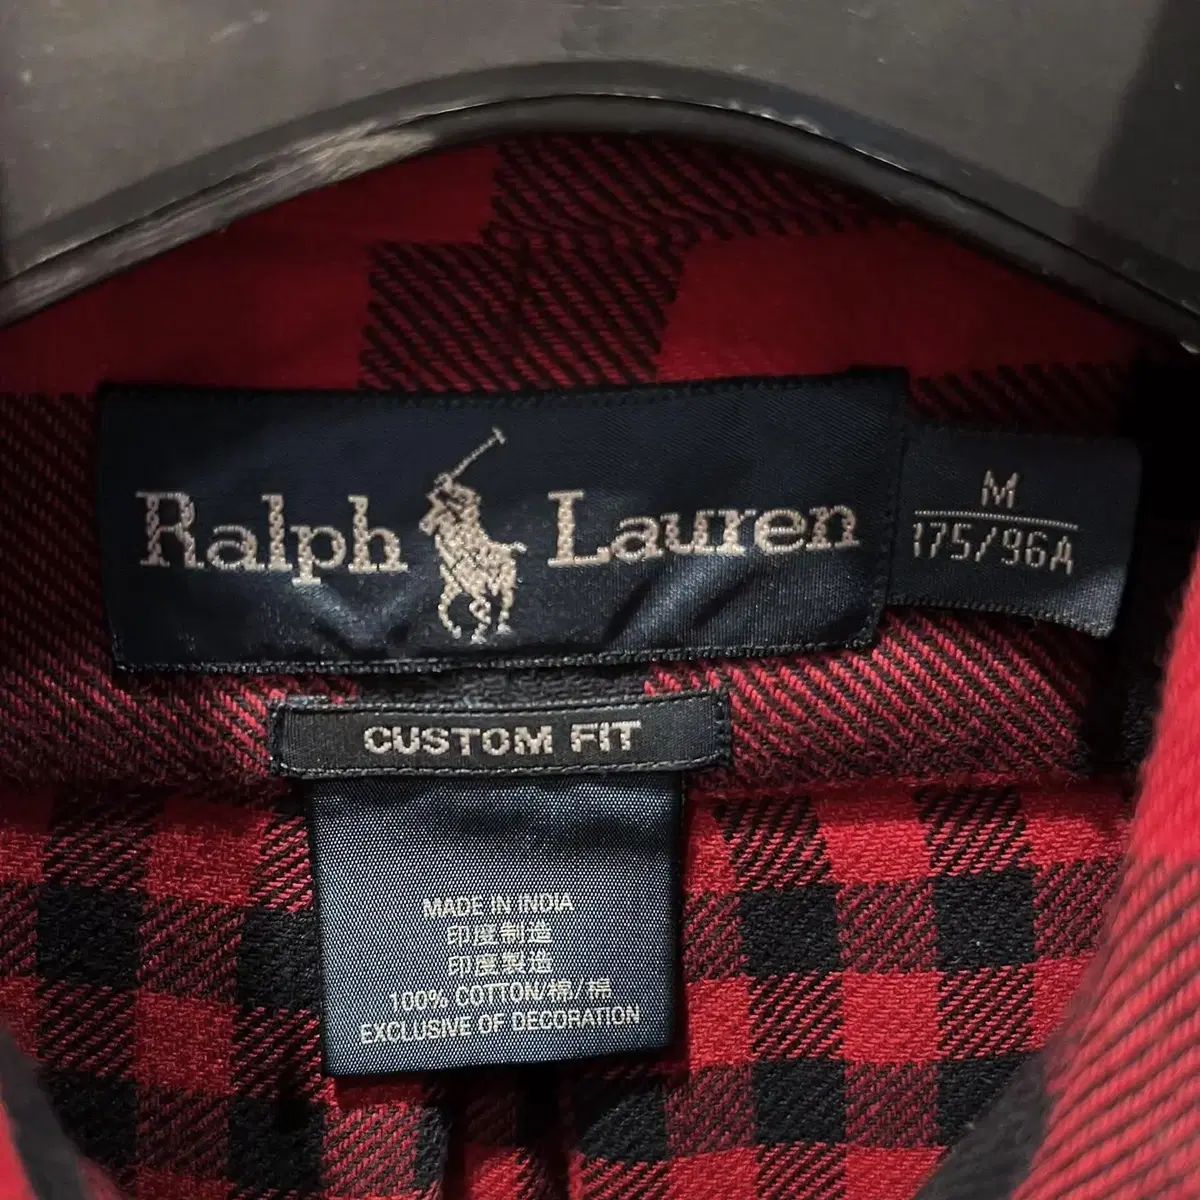 Ralph Lauren
M
175/96A
CUSTOM FIT
MADE IN INDIA
印度制造
印度製造
100% COTTON/棉/棉
EXCLUSIVE OF DECORATION